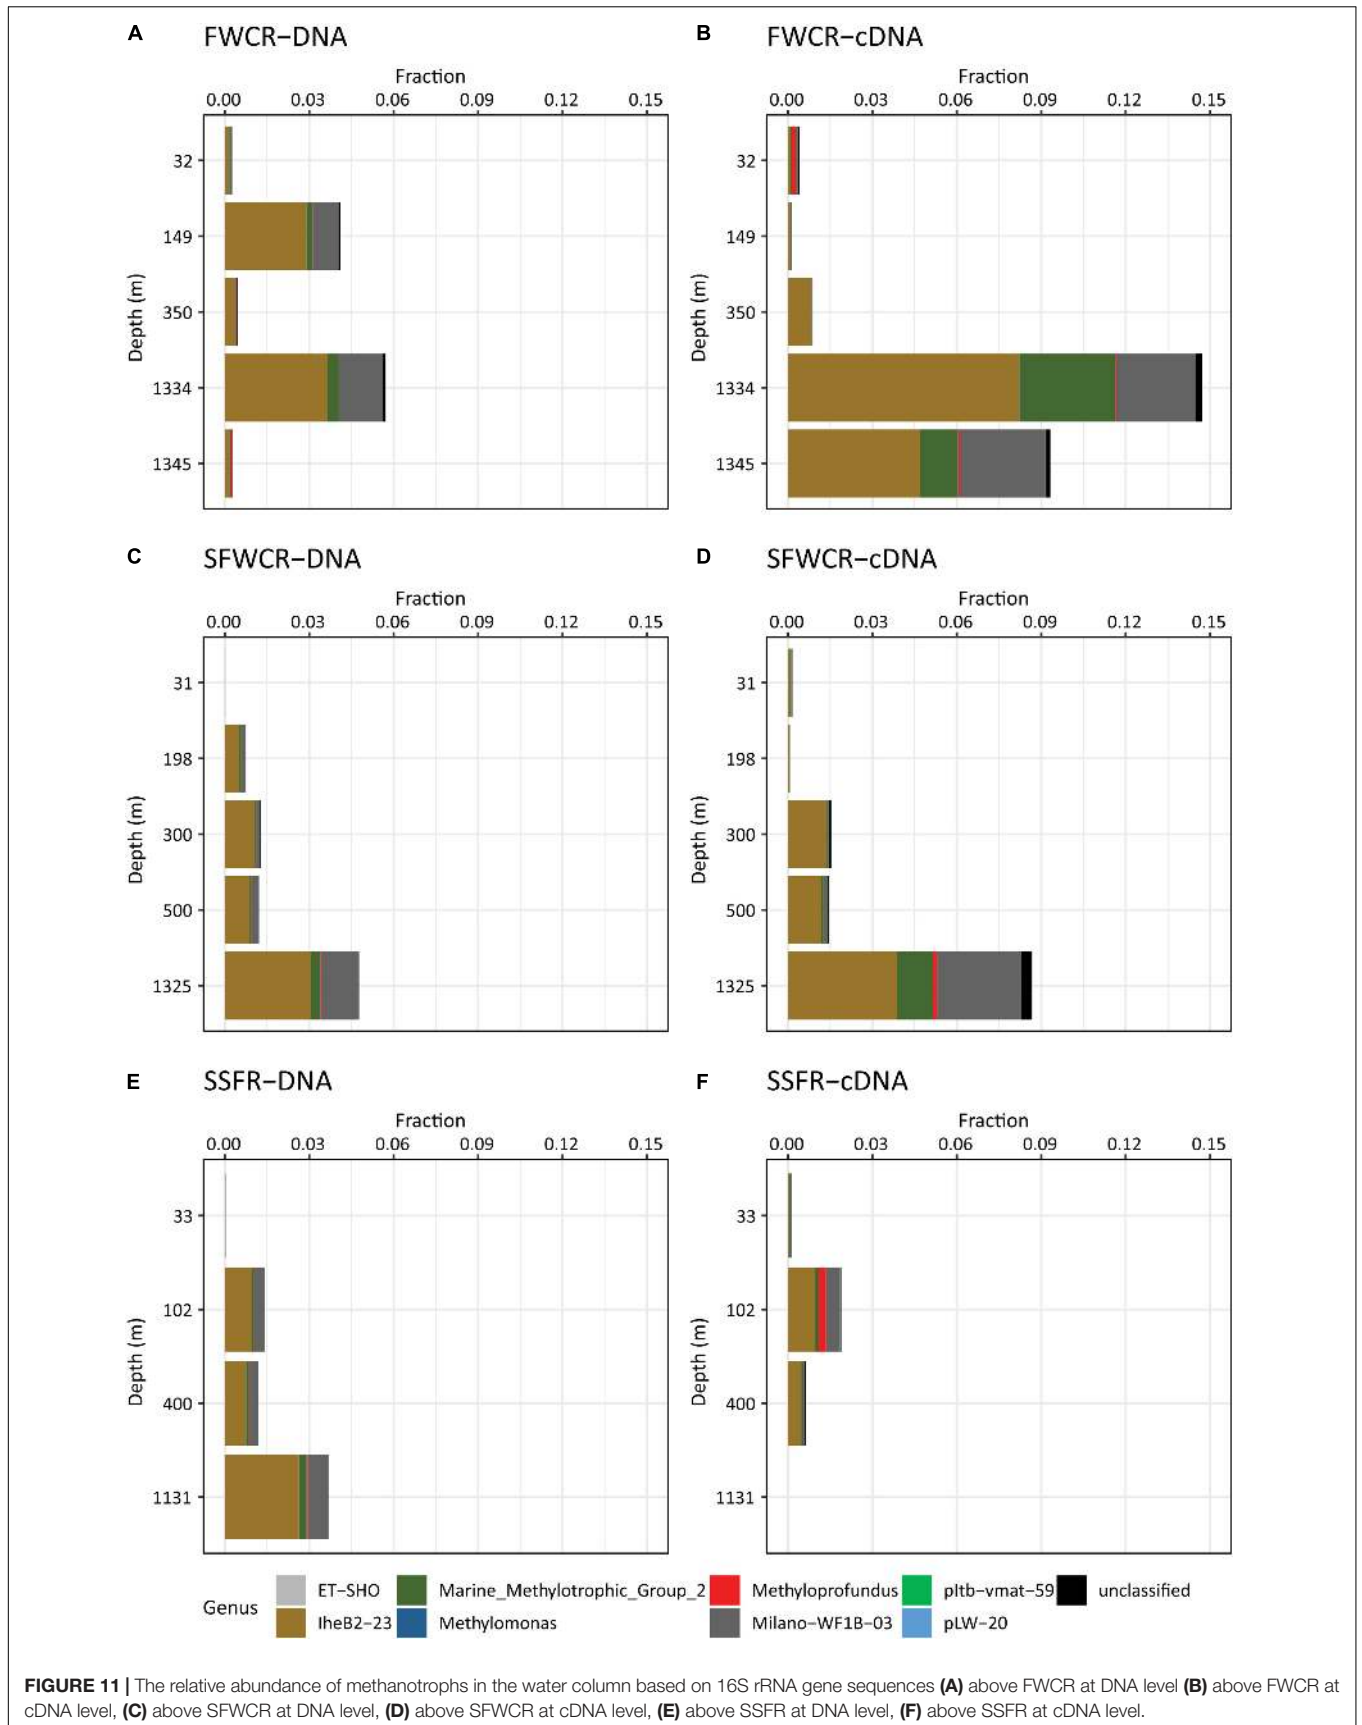 A FWCR−DNA
Fraction
0.00 0.03 0.06 0.09 0.12 0.15
Depth (m)
32
149
350
1334
1345
B FWCR−cDNA
Fraction
0.00 0.03 0.06 0.09 0.12 0.15
Depth (m)
32
149
350
1334
1345
C SFWCR−DNA
Fraction
0.00 0.03 0.06 0.09 0.12 0.15
Depth (m)
31
198
300
500
1325
D SFWCR−cDNA
Fraction
0.00 0.03 0.06 0.09 0.12 0.15
Depth (m)
31
198
300
500
1325
E SSFR−DNA
Fraction
0.00 0.03 0.06 0.09 0.12 0.15
Depth (m)
33
102
400
1131
F SSFR−cDNA
Fraction
0.00 0.03 0.06 0.09 0.12 0.15
Depth (m)
33
102
400
1131
Genus
ET−SHO Marine_Methylotrophic_Group_2 Methyloprofundus pItb−vmat−59 unclassified
IheB2−23 Methylomonas Milano−WF1B−03 pLW−20
FIGURE 11 | The relative abundance of methanotrophs in the water column based on 16S rRNA gene sequences (A) above FWCR at DNA level (B) above FWCR at
cDNA level, (C) above SFWCR at DNA level, (D) above SFWCR at cDNA level, (E) above SSFR at DNA level, (F) above SSFR at cDNA level.